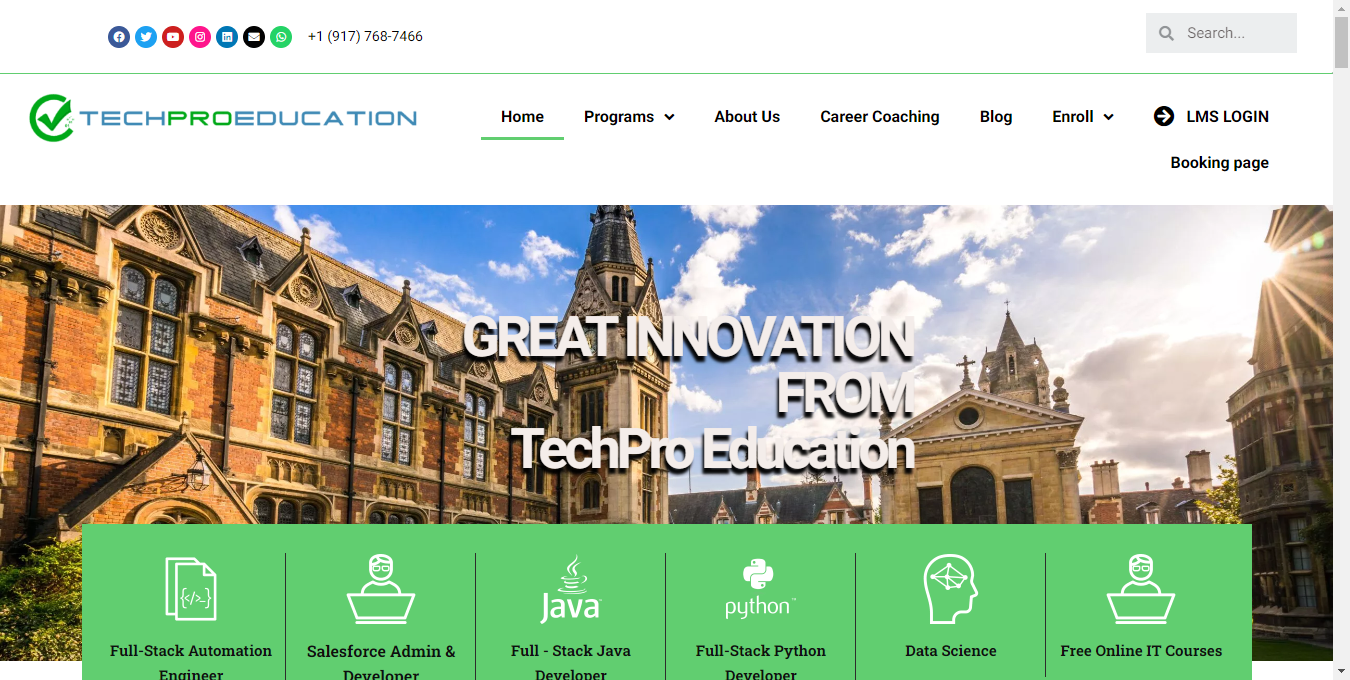 +1 (917) 768-7466
Search...
TECHPROEDUCATION
Home
Programs
About Us
Career Coaching
Blog
Enroll
LMS LOGIN
Booking page
GREAT INNOVATION
FROM
TechPro Education
</>_
Java™
python™
Full-Stack Automation
Engineer
Salesforce Admin &
Developer
Full - Stack Java
Developer
Full-Stack Python
Developer
Data Science
Free Online IT Courses